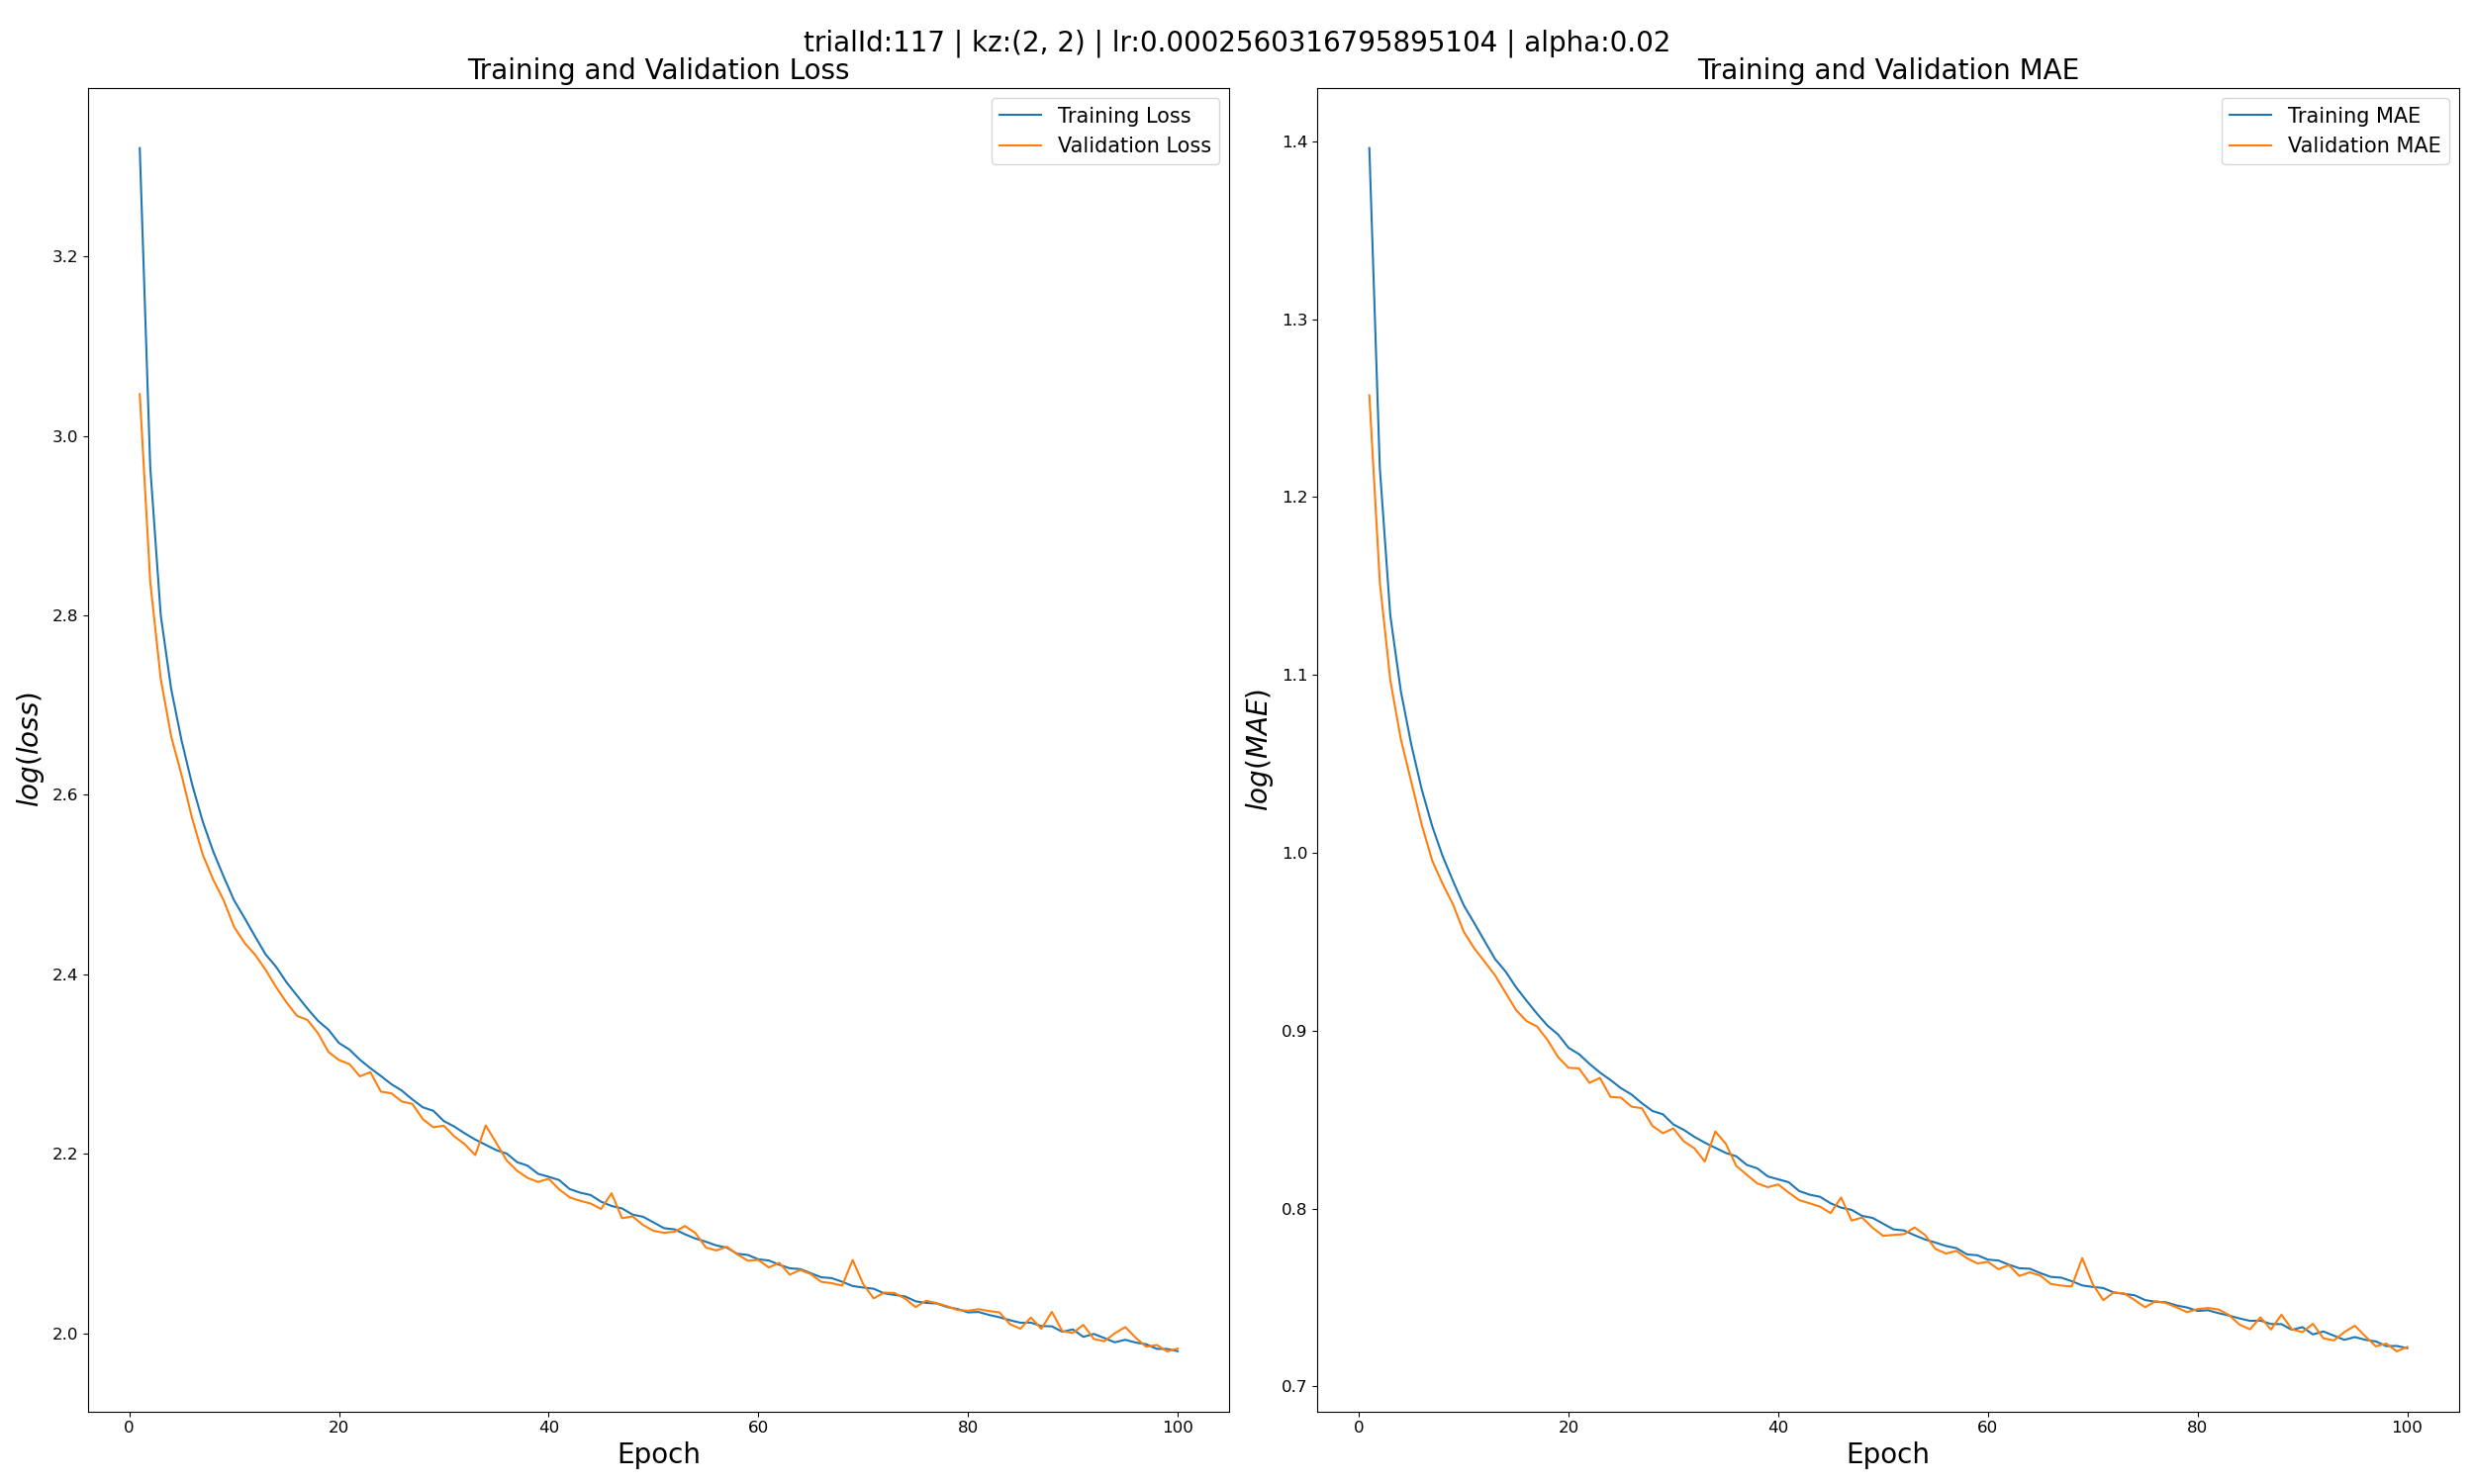 trialId:117 | kz:(2, 2) | lr:0.0002560316795895104 | alpha:0.02
Training and Validation Loss
Training Loss
Validation Loss
3.2
3.0
2.8
2.6
2.4
2.2
2.0
log(loss)
0 20 40 60 80 100
Epoch
Training and Validation MAE
Training MAE
Validation MAE
1.4
1.3
1.2
1.1
1.0
0.9
0.8
0.7
log(MAE)
0 20 40 60 80 100
Epoch